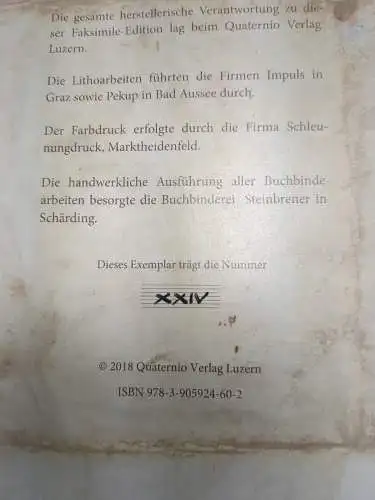 Die gesamte herstellerische Verantwortung zu die-
ser Faksimile-Edition lag beim Quaternio Verlag
Luzern.
Die Lithoarbeiten führten die Firmen Impuls in
Graz sowie Pekup in Bad Aussee durch.
Der Farbdruck erfolgte durch die Firma Schleu-
nungdruck, Marktheidenfeld.
Die handwerkliche Ausführung aller Buchbinde-
arbeiten besorgte die Buchbinderei Steinbrener in
Schärding.
Dieses Exemplar trägt die Nummer
XXIV
© 2018 Quaternio Verlag Luzern
ISBN 978-3-905924-60-2